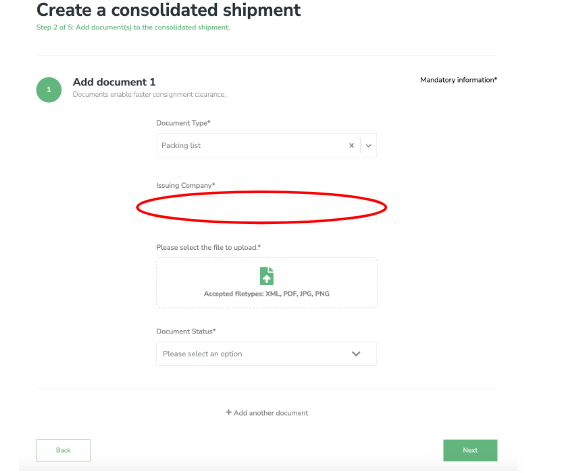 Create a consolidated shipment
Step 2 of 5: Add document(s) to the consolidated shipment.
1
Add document 1
Mandatory information*
Documents enable faster consignment clearance.
Document Type*
Packing list
Issuing Company*
Please select the file to upload.*
Accepted filetypes: XML, PDF, JPG, PNG
Document Status*
Please select an option
+ Add another document
Back
Next